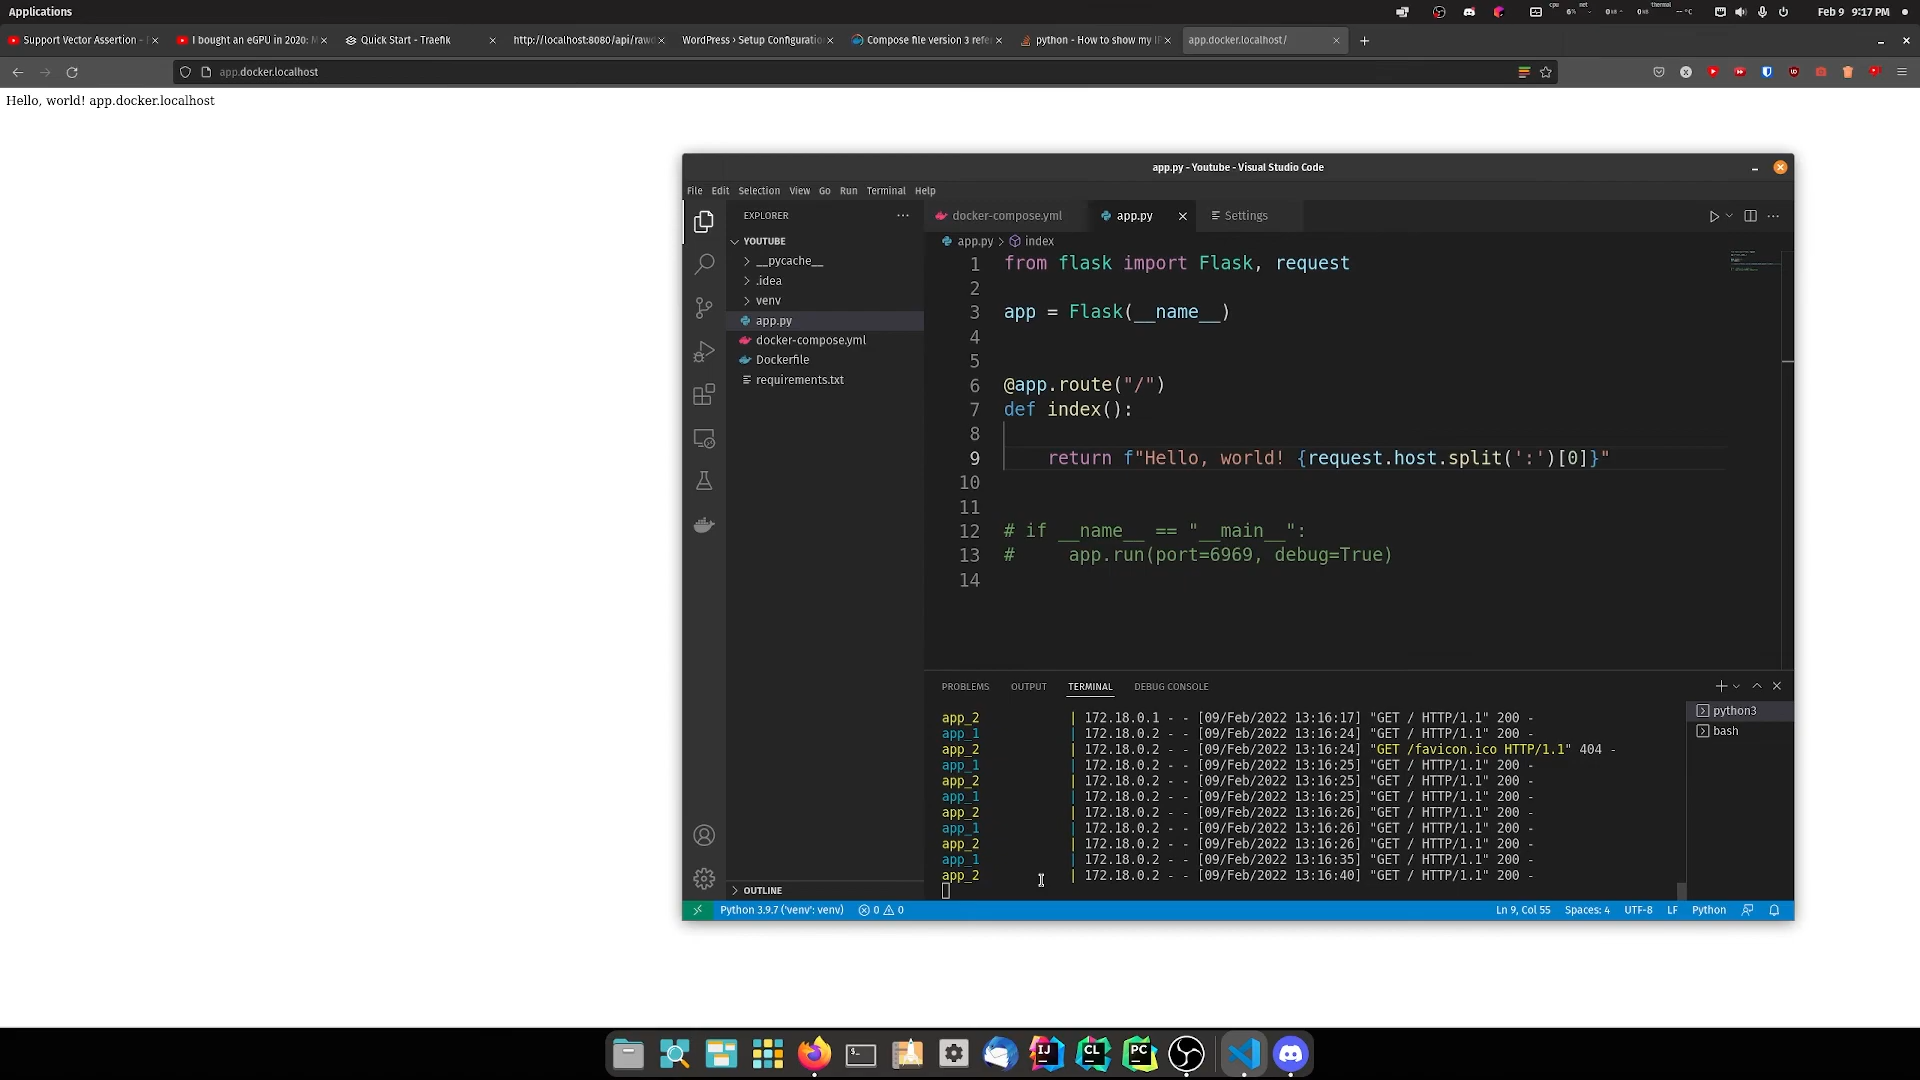 Applications
cpu 6% net 0kB 0kB thermal -- °C
Feb 9 9:17 PM
Support Vector Assertion -
I bought an eGPU in 2020:
Quick Start - Traefik
http://localhost:8080/api/raw
WordPress › Setup Configuratio
Compose file version 3 refe
python - How to show my I
app.docker.localhost/
app.docker.localhost
Hello, world! app.docker.localhost
app.py - Youtube - Visual Studio Code
File Edit Selection View Go Run Terminal Help
EXPLORER
docker-compose.yml
app.py
Settings
YOUTUBE
app.py > index
__pycache__
.idea
venv
app.py
docker-compose.yml
Dockerfile
requirements.txt
1 from flask import Flask, request
2
3 app = Flask(__name__)
4
5
6 @app.route("/")
7 def index():
8
9 return f"Hello, world! {request.host.split(':')[0]}"
10
11
12 # if __name__ == "__main__":
13 #     app.run(port=6969, debug=True)
14
PROBLEMS OUTPUT TERMINAL DEBUG CONSOLE
python3
bash
app_2 | 172.18.0.1 - - [09/Feb/2022 13:16:17] "GET / HTTP/1.1" 200 -
app_1 | 172.18.0.2 - - [09/Feb/2022 13:16:24] "GET / HTTP/1.1" 200 -
app_2 | 172.18.0.2 - - [09/Feb/2022 13:16:24] "GET /favicon.ico HTTP/1.1" 404 -
app_1 | 172.18.0.2 - - [09/Feb/2022 13:16:25] "GET / HTTP/1.1" 200 -
app_2 | 172.18.0.2 - - [09/Feb/2022 13:16:25] "GET / HTTP/1.1" 200 -
app_1 | 172.18.0.2 - - [09/Feb/2022 13:16:25] "GET / HTTP/1.1" 200 -
app_2 | 172.18.0.2 - - [09/Feb/2022 13:16:26] "GET / HTTP/1.1" 200 -
app_1 | 172.18.0.2 - - [09/Feb/2022 13:16:26] "GET / HTTP/1.1" 200 -
app_2 | 172.18.0.2 - - [09/Feb/2022 13:16:26] "GET / HTTP/1.1" 200 -
app_1 | 172.18.0.2 - - [09/Feb/2022 13:16:35] "GET / HTTP/1.1" 200 -
app_2 | 172.18.0.2 - - [09/Feb/2022 13:16:40] "GET / HTTP/1.1" 200 -
OUTLINE
Python 3.9.7 ('venv': venv) 0 0
Ln 9, Col 55 Spaces: 4 UTF-8 LF Python
IJ
CL
PC